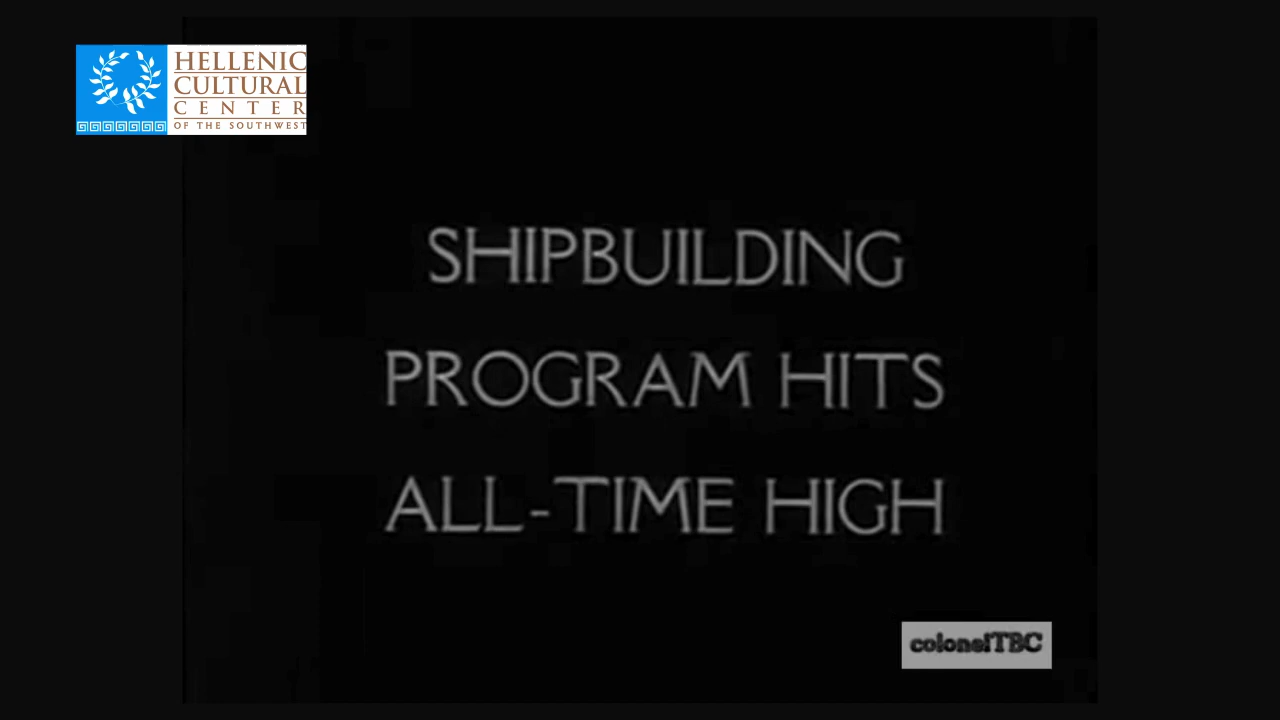 HELLENIC
CULTURAL
CENTER
OF THE SOUTHWEST
SHIPBUILDING
PROGRAM HITS
ALL-TIME HIGH
colonelTBC